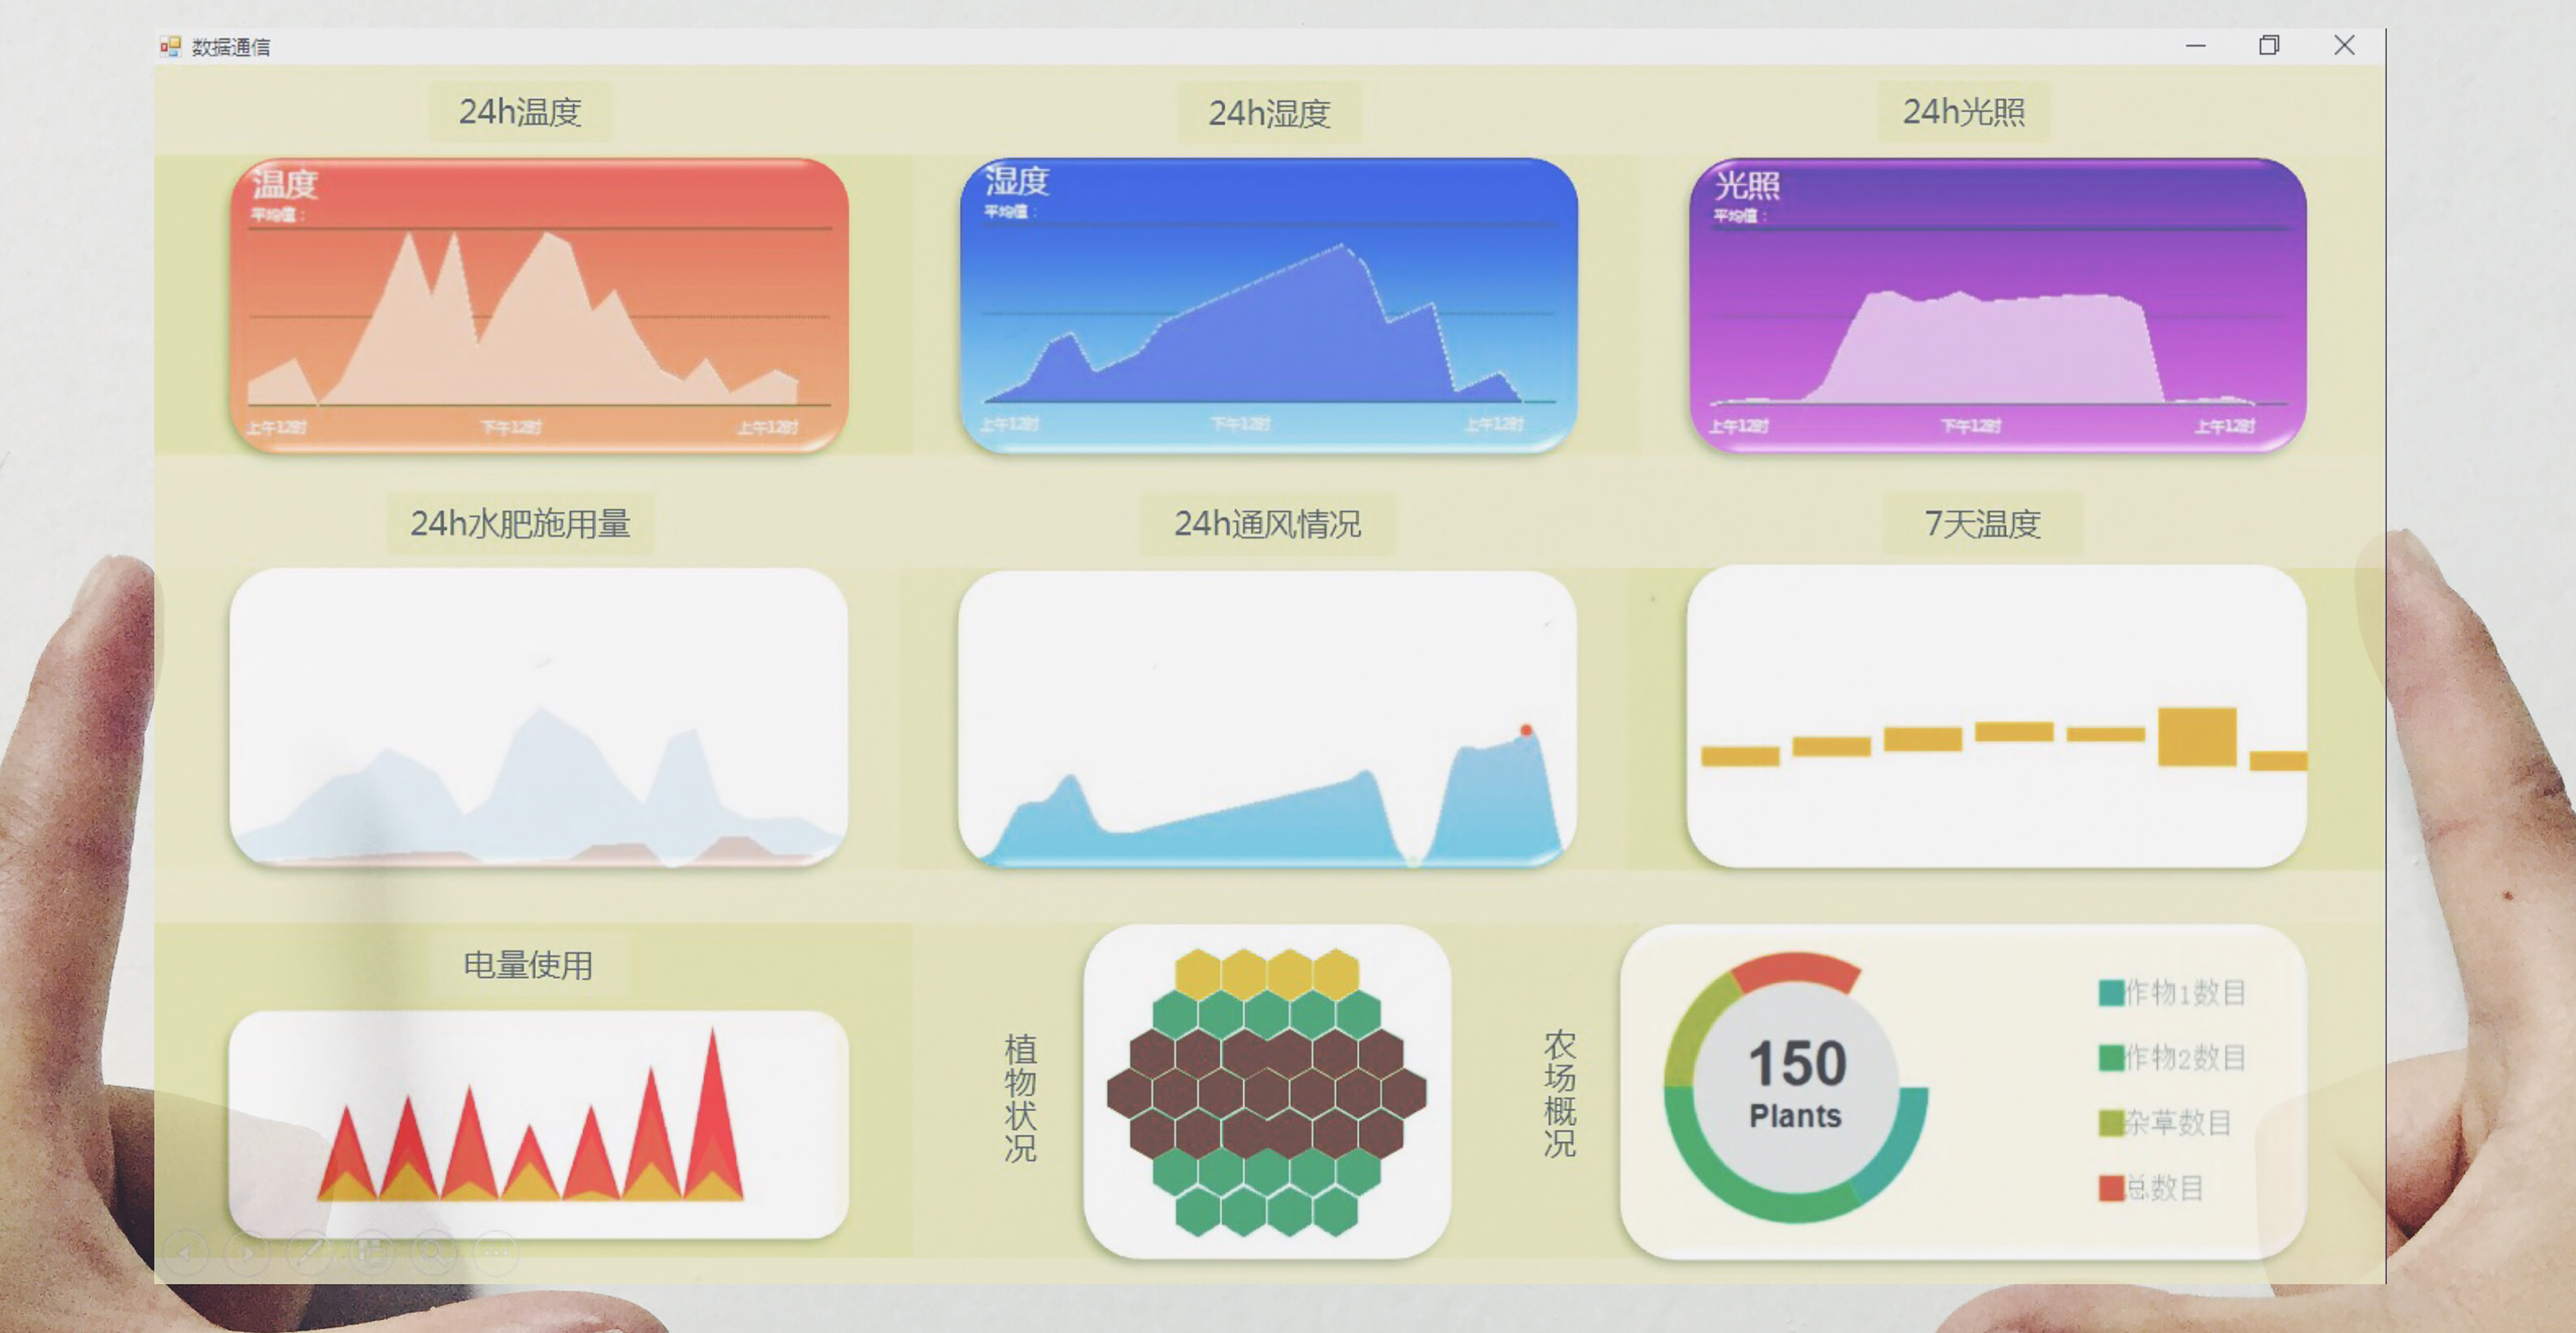 数据通信
24h温度
24h湿度
24h光照
温度
平均值：
上午12时
下午12时
上午12时
湿度
平均值：
上午12时
下午12时
上午12时
光照
平均值：
上午12时
下午12时
上午12时
24h水肥施用量
24h通风情况
7天温度
电量使用
植物状况
农场概况
150
Plants
作物1数目
作物2数目
杂草数目
总数目